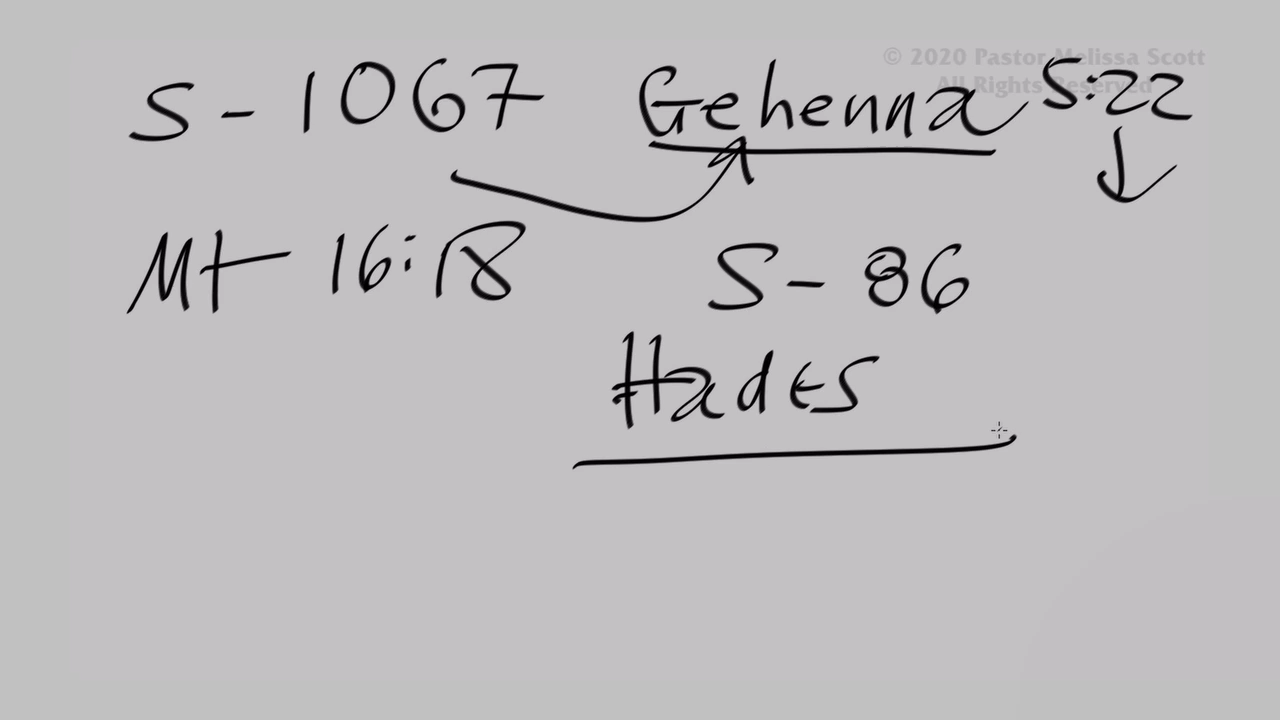 © 2020 Pastor Melissa Scott
All Rights Reserved
S - 1067 Gehenna 5:22
Mt 16:18 S - 86
Hades